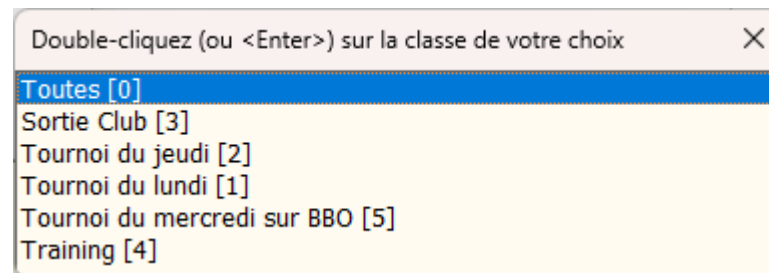 Double-cliquez (ou <Enter>) sur la classe de votre choix
Toutes [0]
Sortie Club [3]
Tournoi du jeudi [2]
Tournoi du lundi [1]
Tournoi du mercredi sur BBO [5]
Training [4]